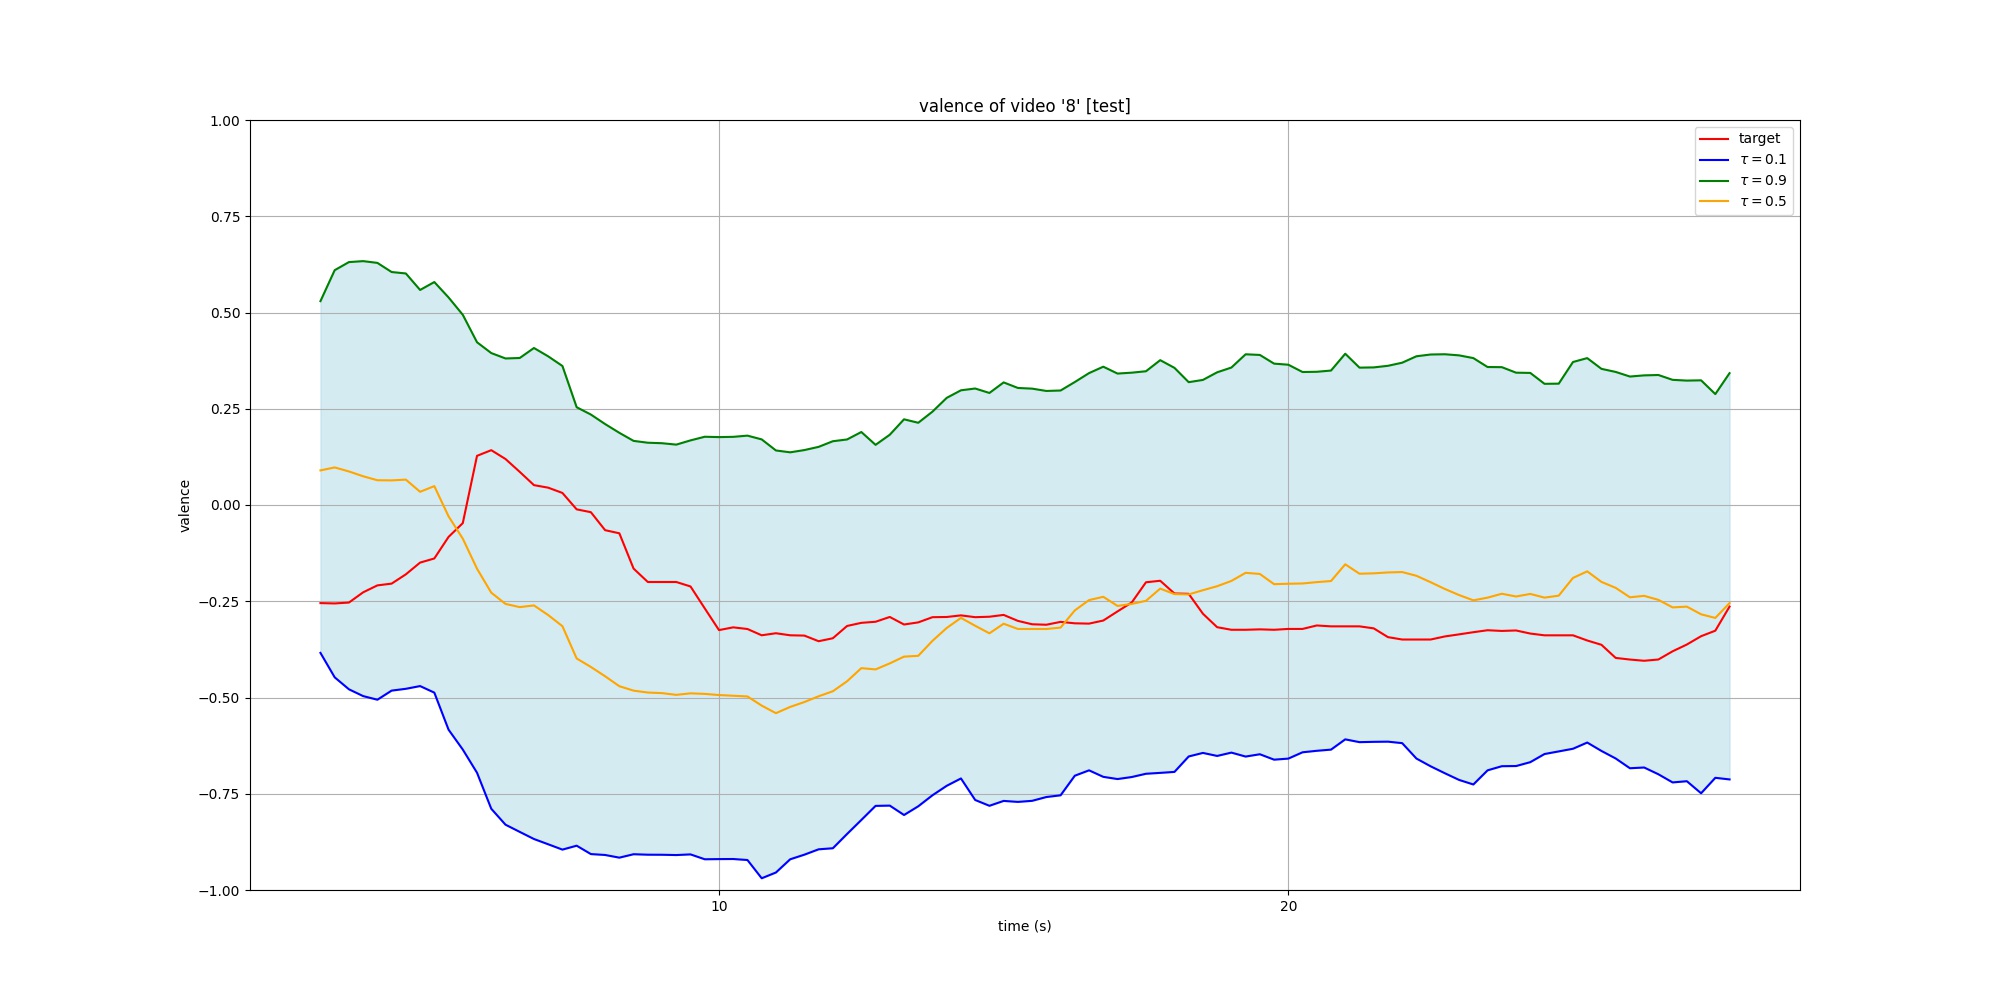 valence of video '8' [test]
target
τ = 0.1
τ = 0.9
τ = 0.5
1.00
0.75
0.50
0.25
0.00
−0.25
−0.50
−0.75
−1.00
valence
10
20
time (s)